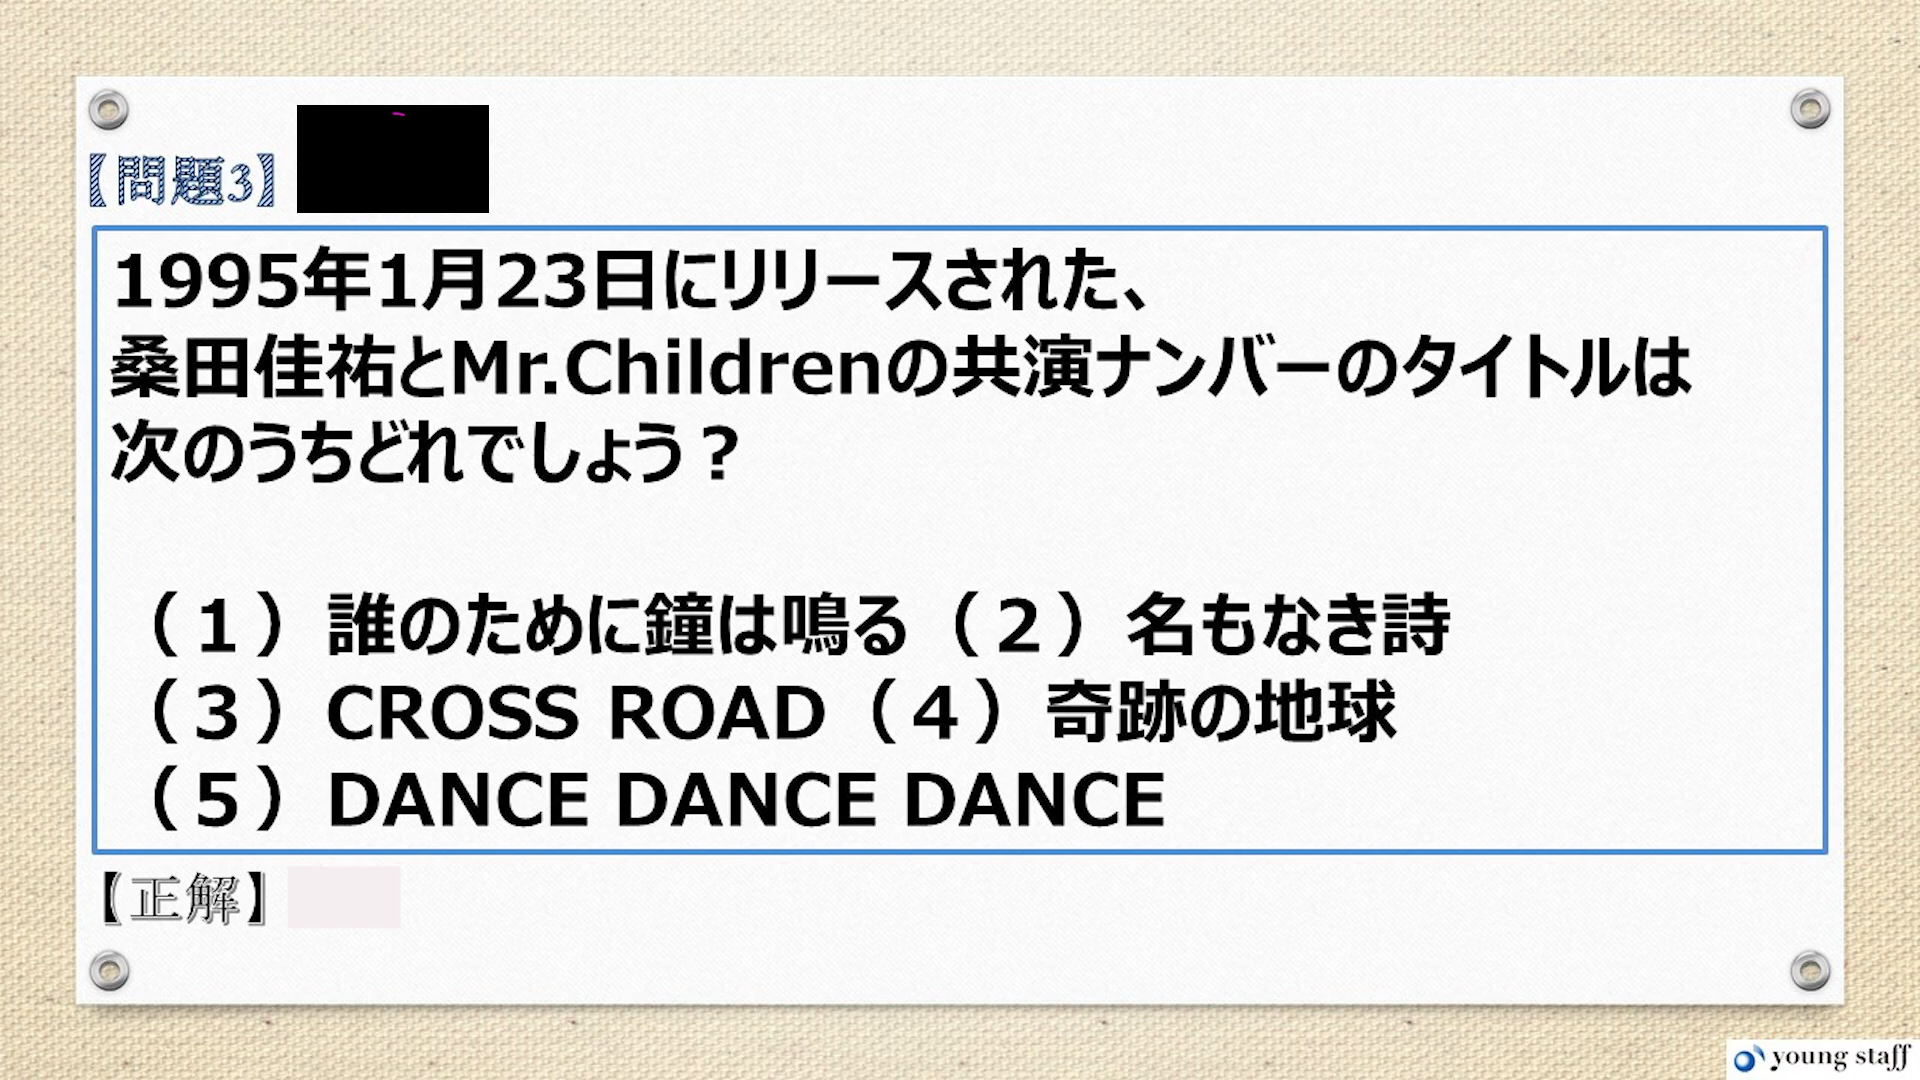 【問題3】
1995年1月23日にリリースされた、
桑田佳祐とMr.Childrenの共演ナンバーのタイトルは
次のうちどれでしょう？
（１）誰のために鐘は鳴る（２）名もなき詩
（３）CROSS ROAD（４）奇跡の地球
（５）DANCE DANCE DANCE
【正解】
young staff